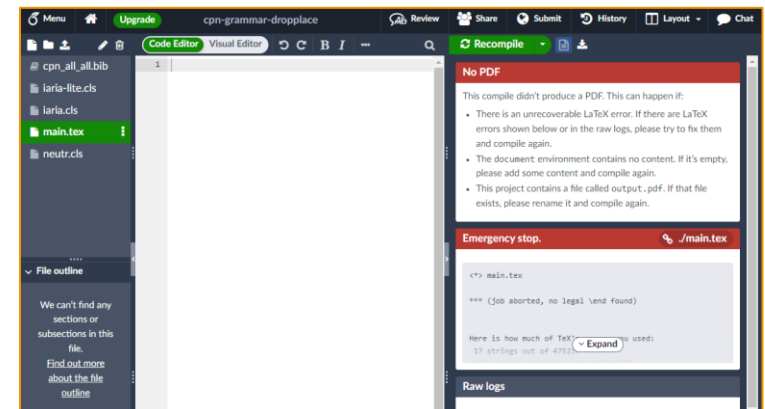 Menu Upgrade cpn-grammar-dropplace Review Share Submit History Layout Chat
Code Editor Visual Editor B I Recompile
cpn_all_all.bib
iaria-lite.cls
iaria.cls
main.tex
neutr.cls
1
No PDF
This compile didn't produce a PDF. This can happen if:
There is an unrecoverable LaTeX error. If there are LaTeX
errors shown below or in the raw logs, please try to fix them
and compile again.
The document environment contains no content. If it's empty,
please add some content and compile again.
This project contains a file called output.pdf. If that file
exists, please rename it and compile again.
Emergency stop. ./main.tex
<*> main.tex
*** (job aborted, no legal \end found)
Here is how much of TeX' you used:
Expand
17 strings out of 4752
Raw logs
File outline
We can't find any
sections or
subsections in this
file.
Find out more
about the file
outline